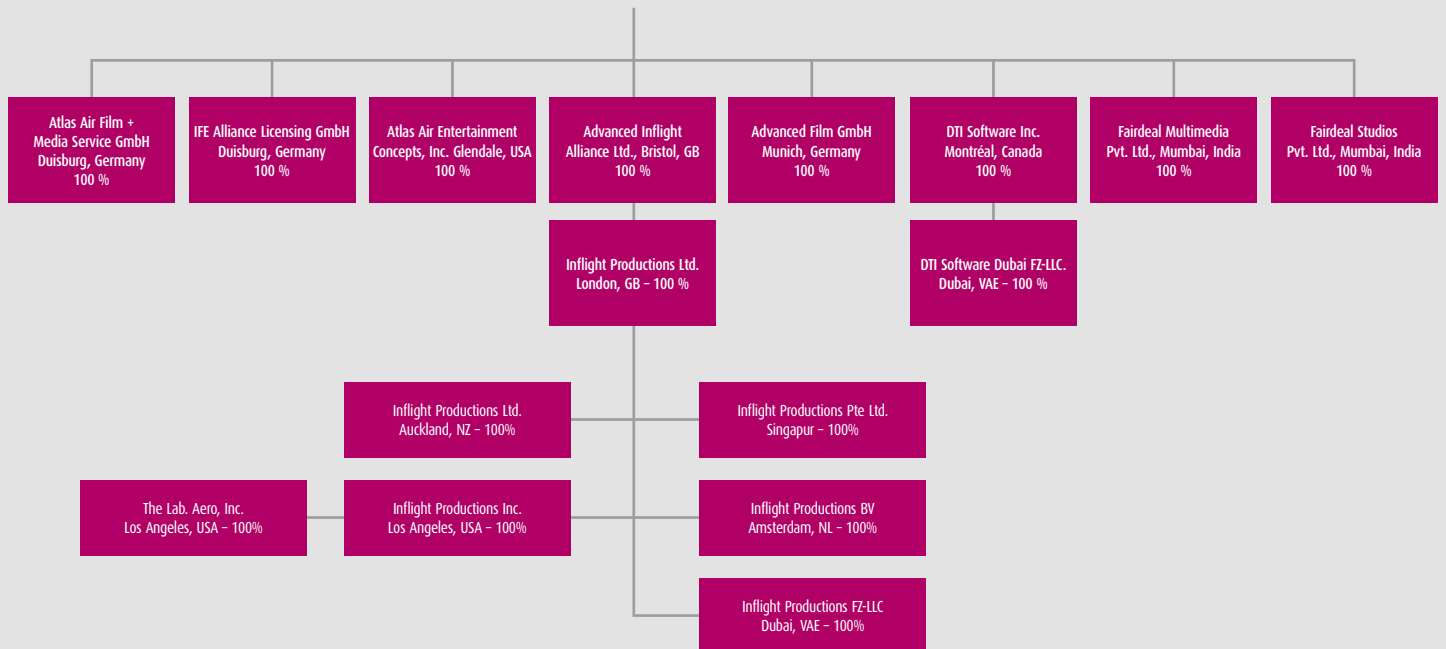 Atlas Air Film +
Media Service GmbH
Duisburg, Germany
100 %
IFE Alliance Licensing GmbH
Duisburg, Germany
100 %
Atlas Air Entertainment
Concepts, Inc. Glendale, USA
100 %
Advanced Inflight
Alliance Ltd., Bristol, GB
100 %
Advanced Film GmbH
Munich, Germany
100 %
DTI Software Inc.
Montréal, Canada
100 %
Fairdeal Multimedia
Pvt. Ltd., Mumbai, India
100 %
Fairdeal Studios
Pvt. Ltd., Mumbai, India
100 %
Inflight Productions Ltd.
London, GB – 100 %
DTI Software Dubai FZ-LLC.
Dubai, VAE – 100 %
Inflight Productions Ltd.
Auckland, NZ – 100%
Inflight Productions Pte Ltd.
Singapur – 100%
The Lab. Aero, Inc.
Los Angeles, USA – 100%
Inflight Productions Inc.
Los Angeles, USA – 100%
Inflight Productions BV
Amsterdam, NL – 100%
Inflight Productions FZ-LLC
Dubai, VAE – 100%